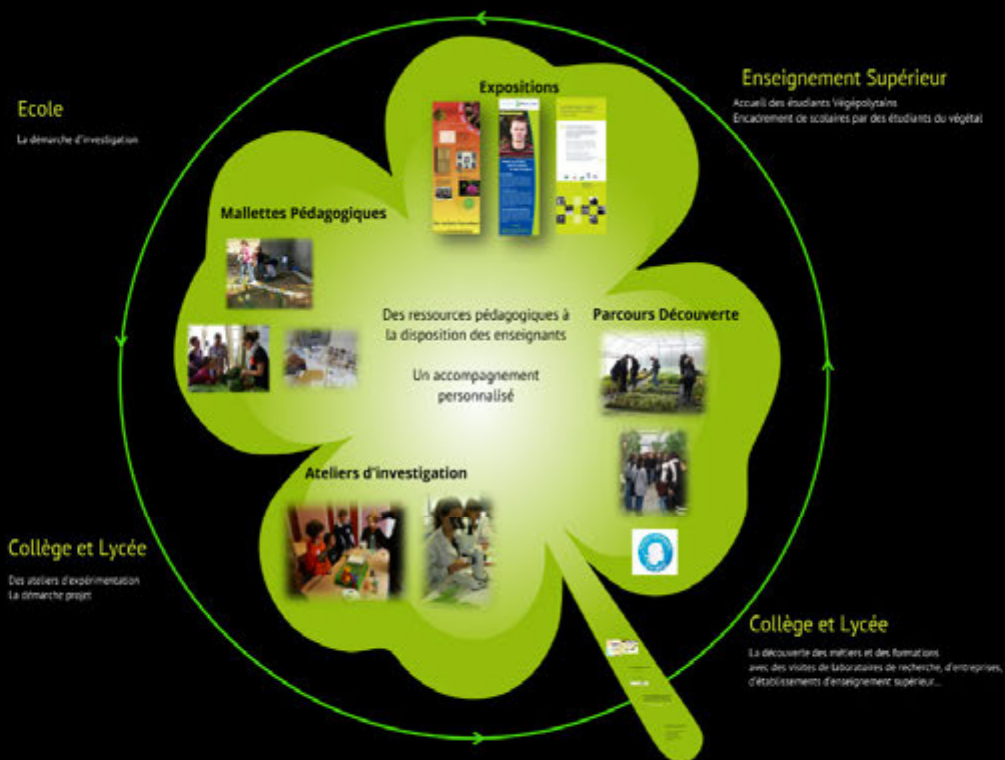 Expositions
Enseignement Supérieur
Accueil des étudiants Végépolytains
Encadrement de scolaires par des étudiants du végétal
Ecole
La démarche d'investigation
Mallettes Pédagogiques
Des ressources pédagogiques à
la disposition des enseignants
Un accompagnement
personnalisé
Parcours Découverte
Ateliers d'investigation
Collège et Lycée
Des ateliers d'expérimentation
La démarche projet
Collège et Lycée
La découverte des métiers et des formations
avec des visites de laboratoires de recherche, d'entreprises,
d'établissements d'enseignement supérieur...